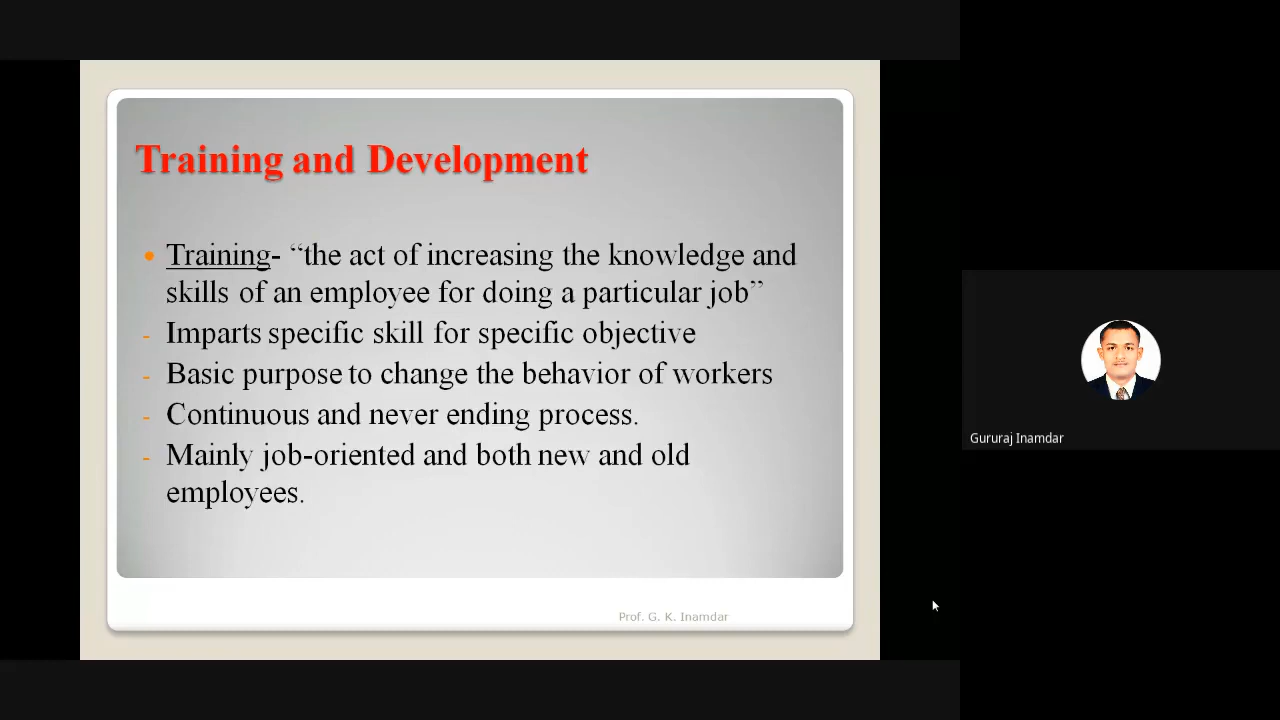 Training and Development
• Training- “the act of increasing the knowledge and
skills of an employee for doing a particular job”
- Imparts specific skill for specific objective
- Basic purpose to change the behavior of workers
- Continuous and never ending process.
- Mainly job-oriented and both new and old
employees.
Prof. G. K. Inamdar
Gururaj Inamdar